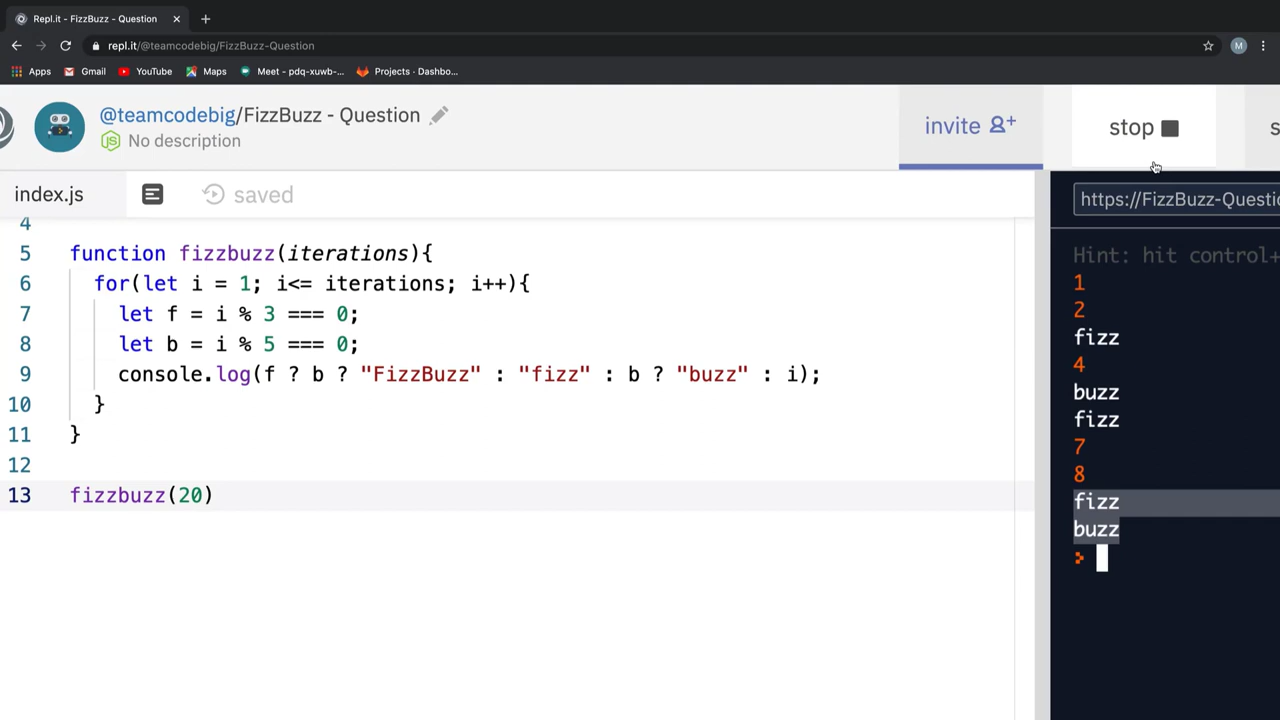 Repl.it - FizzBuzz - Question
repl.it/@teamcodebig/FizzBuzz-Question
M
Apps Gmail YouTube Maps Meet - pdq-xuwb-... Projects · Dashbo...
@teamcodebig/FizzBuzz - Question
No description
invite
stop
s
index.js
saved
https://FizzBuzz-Questio
4
5 function fizzbuzz(iterations){
6 for(let i = 1; i<= iterations; i++){
7 let f = i % 3 === 0;
8 let b = i % 5 === 0;
9 console.log(f ? b ? "FizzBuzz" : "fizz" : b ? "buzz" : i);
10 }
11 }
12
13 fizzbuzz(20)
Hint: hit control+
1
2
fizz
4
buzz
fizz
7
8
fizz
buzz